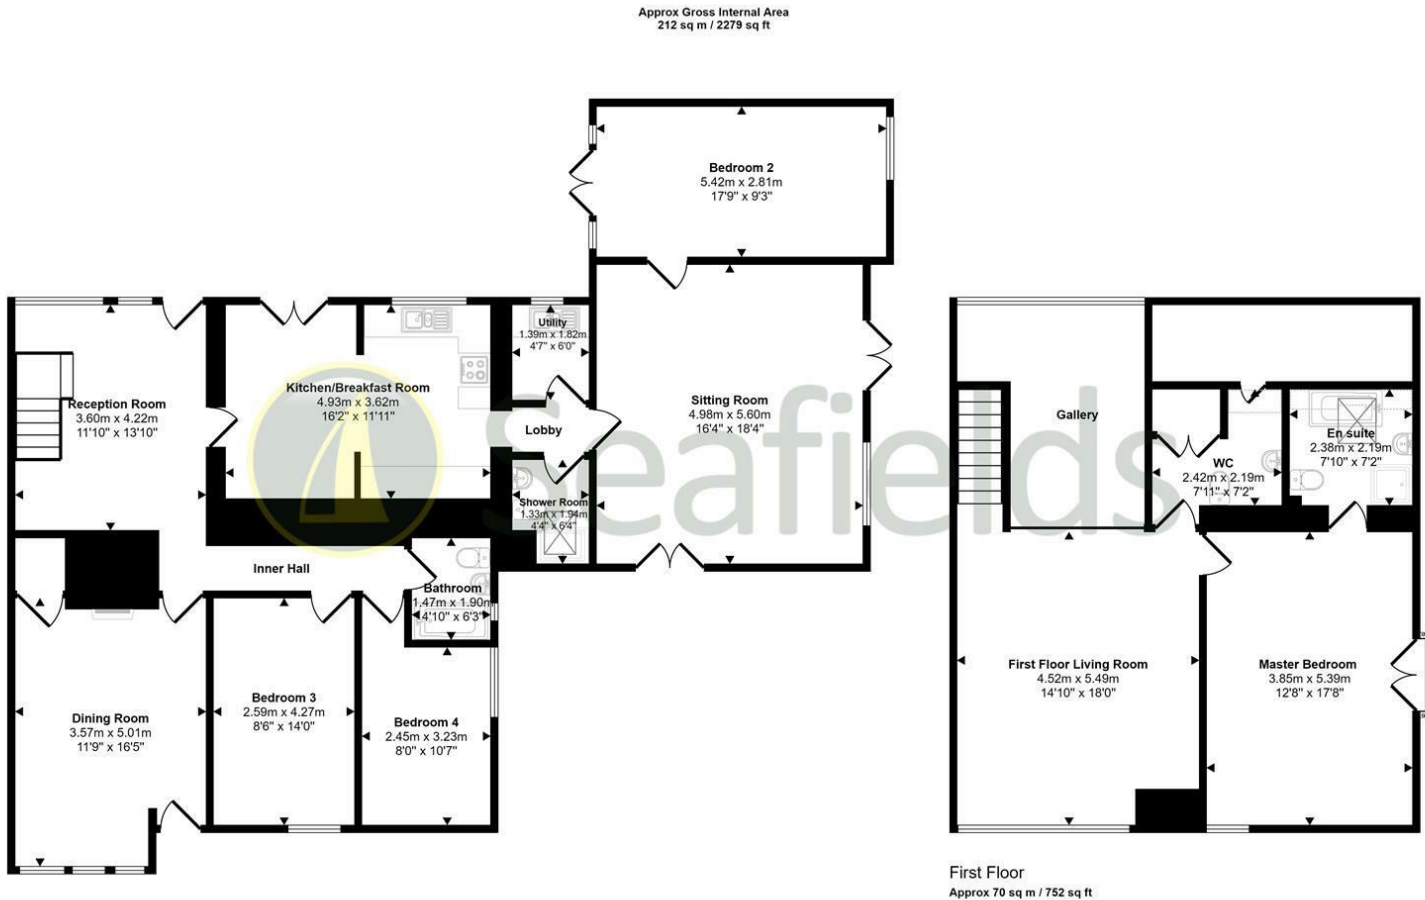 Approx Gross Internal Area
212 sq m / 2279 sq ft
Bedroom 2
5.42m x 2.81m
17'9" x 9'3"
Reception Room
3.60m x 4.22m
11'10" x 13'10"
Kitchen/Breakfast Room
4.93m x 3.62m
16'2" x 11'11"
Utility
1.39m x 1.82m
4'7" x 6'0"
Lobby
Shower Room
1.33m x 1.94m
4'4" x 6'4"
Sitting Room
4.98m x 5.60m
16'4" x 18'4"
Seafields
Inner Hall
Bathroom
1.47m x 1.90m
4'10" x 6'3"
Dining Room
3.57m x 5.01m
11'9" x 16'5"
Bedroom 3
2.59m x 4.27m
8'6" x 14'0"
Bedroom 4
2.45m x 3.23m
8'0" x 10'7"
Gallery
WC
2.42m x 2.19m
7'11" x 7'2"
En suite
2.38m x 2.19m
7'10" x 7'2"
First Floor Living Room
4.52m x 5.49m
14'10" x 18'0"
Master Bedroom
3.85m x 5.39m
12'8" x 17'8"
First Floor
Approx 70 sq m / 752 sq ft